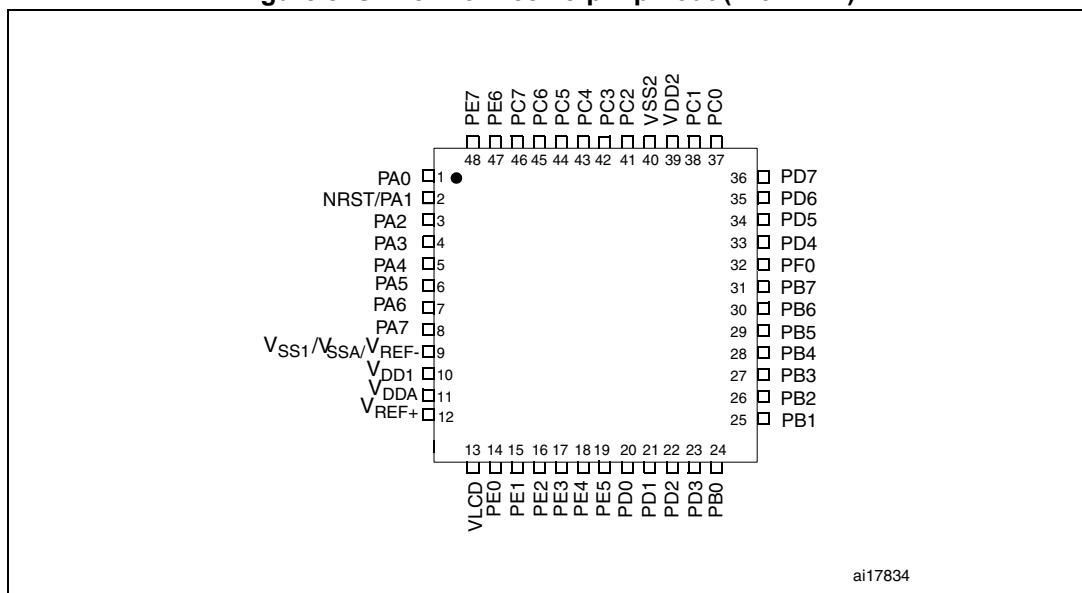 PE7 PE6 PC7 PC6 PC5 PC4 PC3 PC2 VSS2 VDD2 PC1 PC0
48 47 46 45 44 43 42 41 40 39 38 37
PA0 1 36 PD7
NRST/PA1 2 35 PD6
PA2 3 34 PD5
PA3 4 33 PD4
PA4 5 32 PF0
PA5 6 31 PB7
PA6 7 30 PB6
PA7 8 29 PB5
VSS1/VSSA/VREF- 9 28 PB4
VDD1 10 27 PB3
VDDA 11 26 PB2
VREF+ 12 25 PB1
13 14 15 16 17 18 19 20 21 22 23 24
VLCD PE0 PE1 PE2 PE3 PE4 PE5 PD0 PD1 PD2 PD3 PB0
ai17834